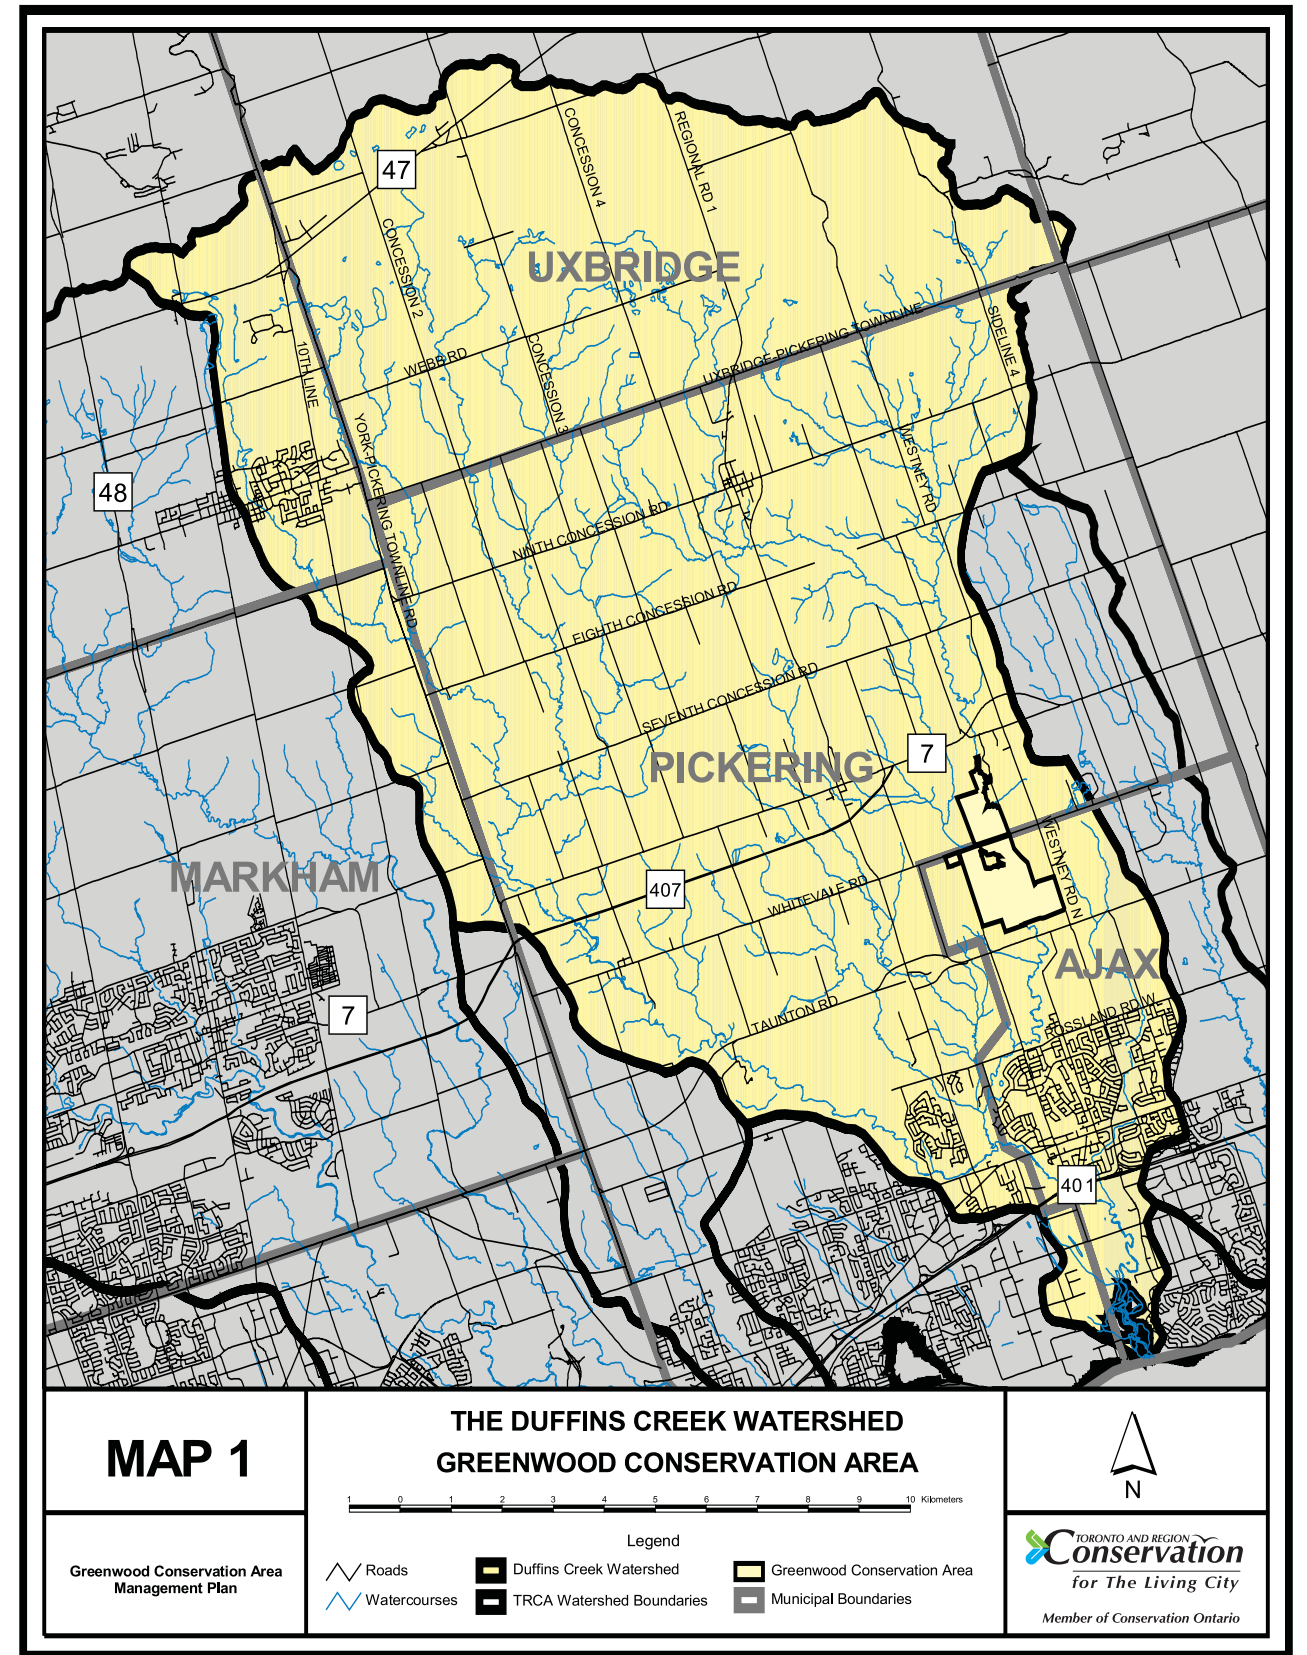 47
CONCESSION 4
REGIONAL RD 1
CONCESSION 2
UXBRIDGE
SIDELINE 4
UXBRIDGE-PICKERING TOWNLINE
10TH LINE
WEBB RD
CONCESSION 3
YORK-PICKERING TOWNLINE RD
WESTNEY RD
48
NINTH CONCESSION RD
EIGHTH CONCESSION RD
SEVENTH CONCESSION RD
PICKERING
7
WESTNEY RD N
MARKHAM
407
WHITEVALE RD
AJAX
7
TAUNTON RD
ROSSLAND RD W
401
MAP 1
Greenwood Conservation Area
Management Plan
THE DUFFINS CREEK WATERSHED
GREENWOOD CONSERVATION AREA
1 0 1 2 3 4 5 6 7 8 9 10 Kilometers
Legend
Roads
Duffins Creek Watershed
Greenwood Conservation Area
Watercourses
TRCA Watershed Boundaries
Municipal Boundaries
N
TORONTO AND REGION
Conservation
for The Living City
Member of Conservation Ontario